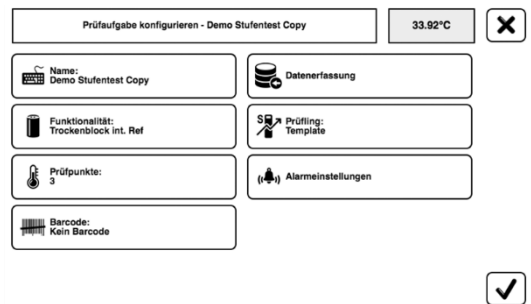 Prüfaufgabe konfigurieren - Demo Stufentest Copy
33.92°C
Name:
Demo Stufentest Copy
Datenerfassung
Funktionalität:
Trockenblock int. Ref
Prüfling:
Template
Prüfpunkte:
3
Alarmeinstellungen
Barcode:
Kein Barcode